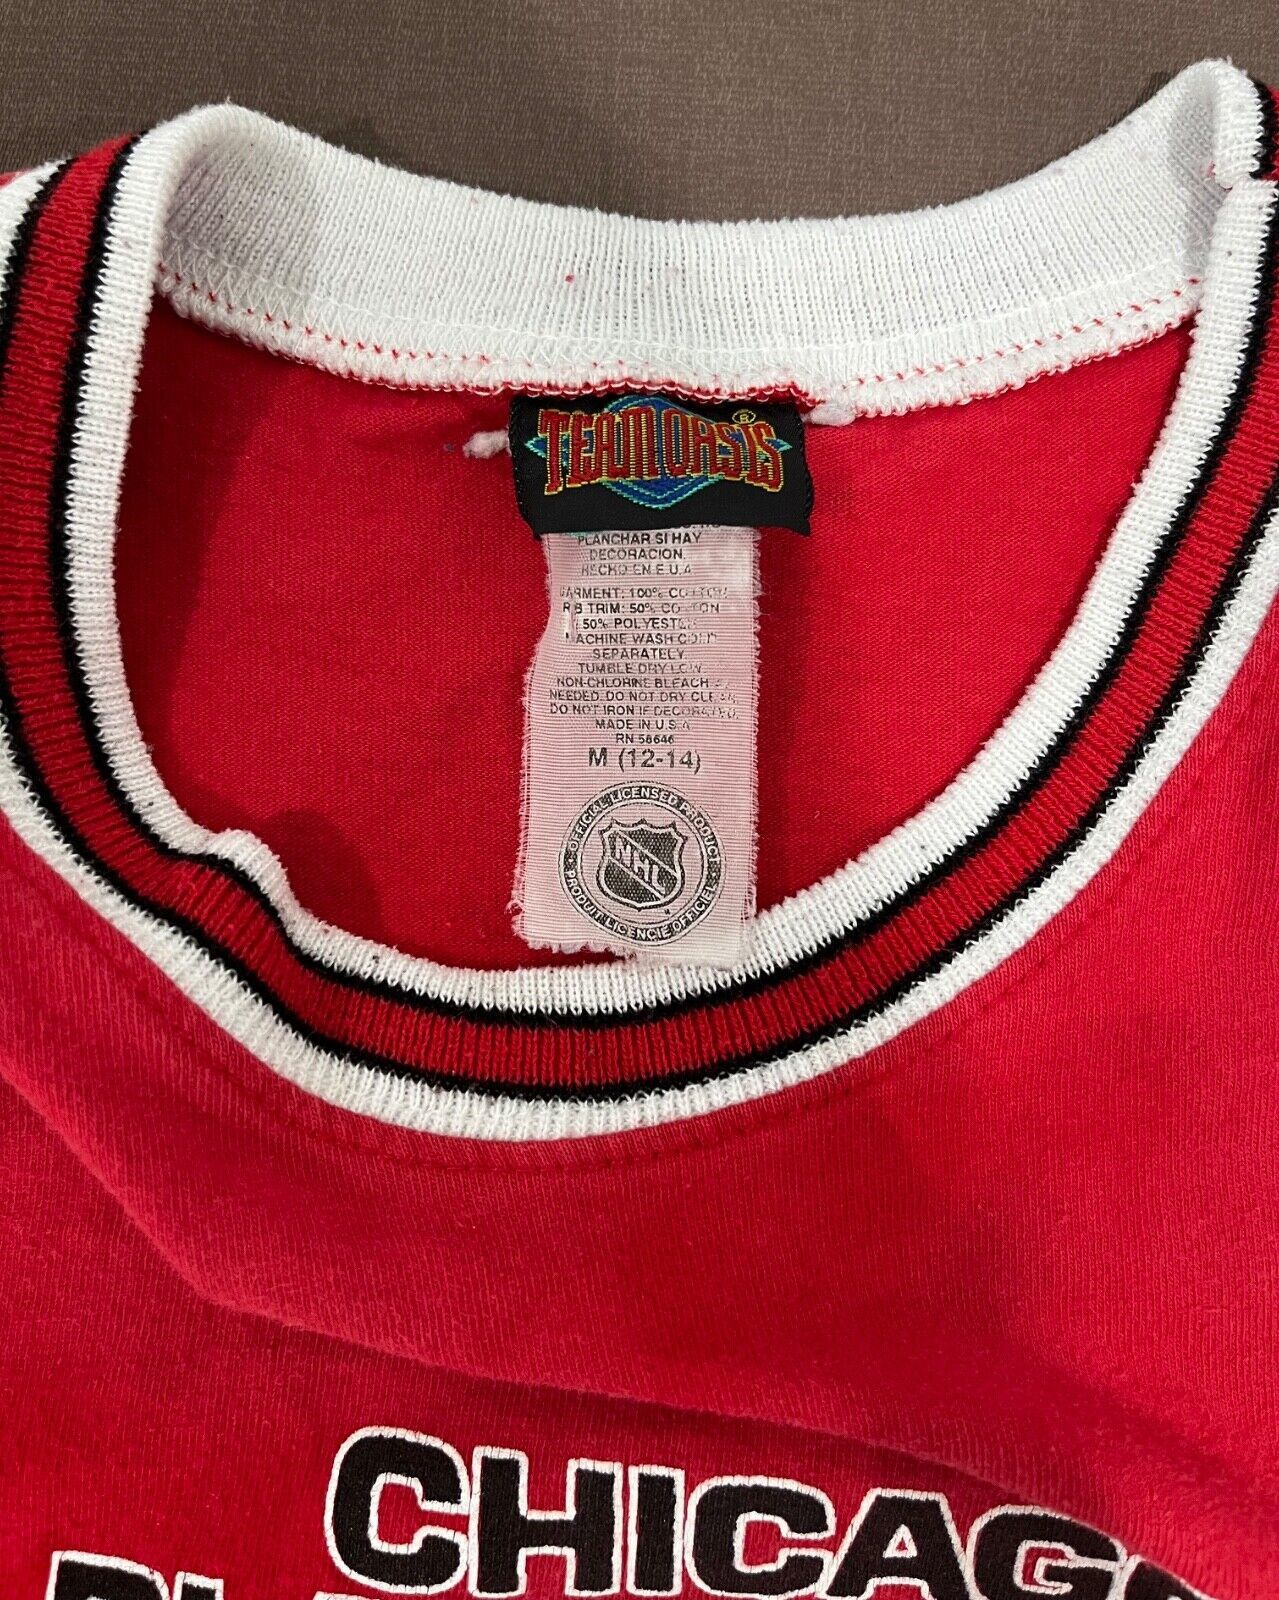 TEAM OASIS ®
PLANCHAR SI HAY
DECORACION.
HECHO EN E.U.A
GARMENT: 100% COTTON
RIB TRIM: 50% COTTON
50% POLYESTER
MACHINE WASH COLD
SEPARATELY
TUMBLE DRY LOW
NON-CHLORINE BLEACH
NEEDED. DO NOT DRY CLEAN
DO NOT IRON IF DECORATED.
MADE IN U.S.A
RN 58646
M (12-14)
OFFICIAL LICENSED PRODUCT
NHL
PRODUIT LICENCIE OFFICIEL
CHICAGO